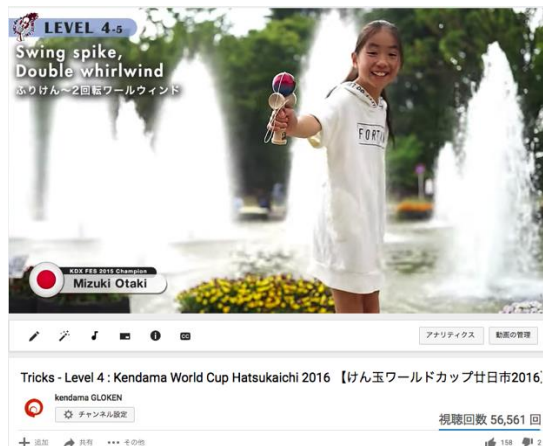 LEVEL 4-5
Swing spike,
Double whirlwind
ふりけん〜2回転ワールウィンド
FORT
KDX FES 2015 Champion
Mizuki Otaki
アナリティクス
動画の管理
Tricks - Level 4 : Kendama World Cup Hatsukaichi 2016 【けん玉ワールドカップ廿日市2016】
kendama GLOKEN
チャンネル設定
視聴回数 56,561 回
追加 共有 その他
158 2